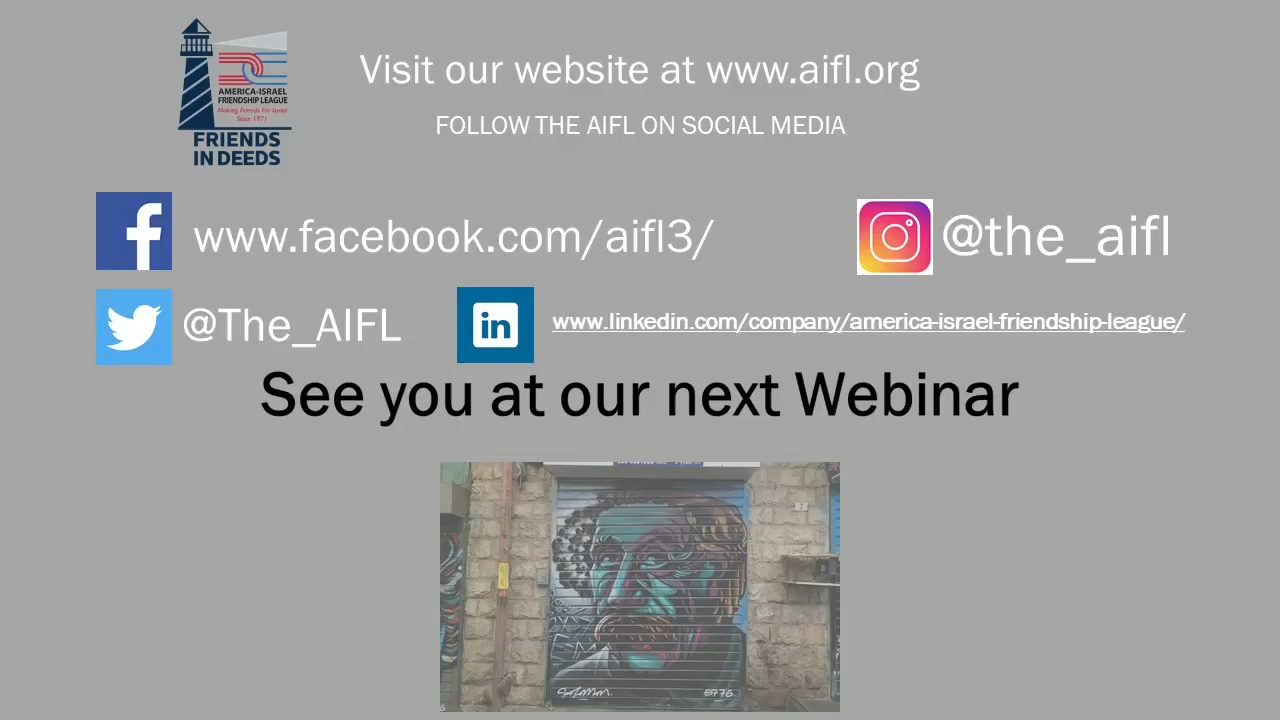 AMERICA-ISRAEL
FRIENDSHIP LEAGUE
Making Friends For Israel
Since 1971
FRIENDS
IN DEEDS
Visit our website at www.aifl.org
FOLLOW THE AIFL ON SOCIAL MEDIA
www.facebook.com/aifl3/
@the_aifl
@The_AIFL
in
www.linkedin.com/company/america-israel-friendship-league/
See you at our next Webinar
7